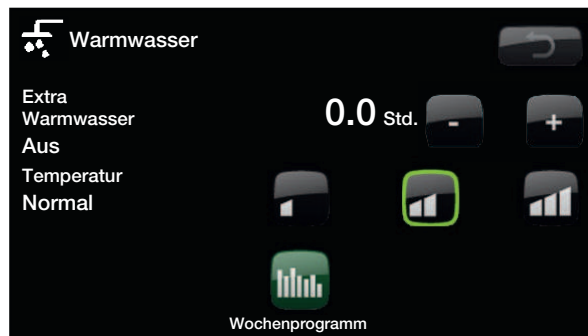 Warmwasser
Extra
Warmwasser
0.0 Std. - +
Aus
Temperatur
Normal
Wochenprogramm